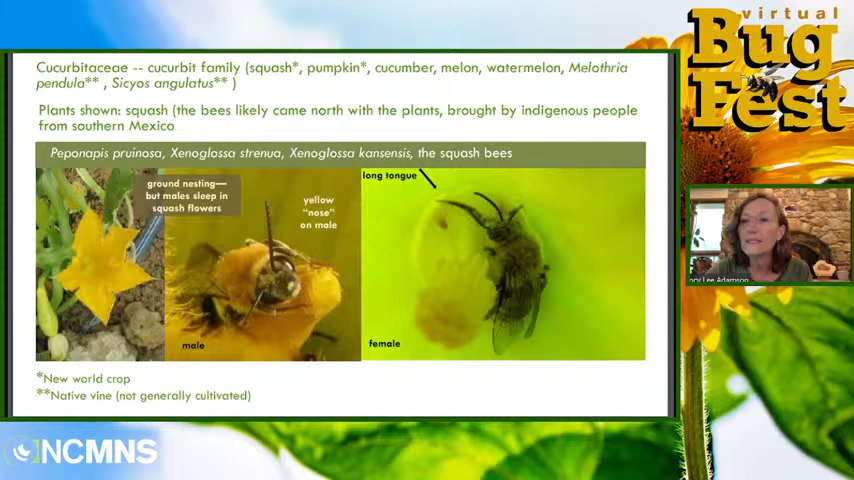 virtual
Bug
Fest
Cucurbitaceae -- cucurbit family (squash*, pumpkin*, cucumber, melon, watermelon, Melothria
pendula** , Sicyos angulatus** )
Plants shown: squash (the bees likely came north with the plants, brought by indigenous people
from southern Mexico
Peponapis pruinosa, Xenoglossa strenua, Xenoglossa kansensis, the squash bees
ground nesting—
but males sleep in
squash flowers
yellow
"nose"
on male
long tongue
male
female
*New world crop
**Native vine (not generally cultivated)
Lee Adamson
NCMNS